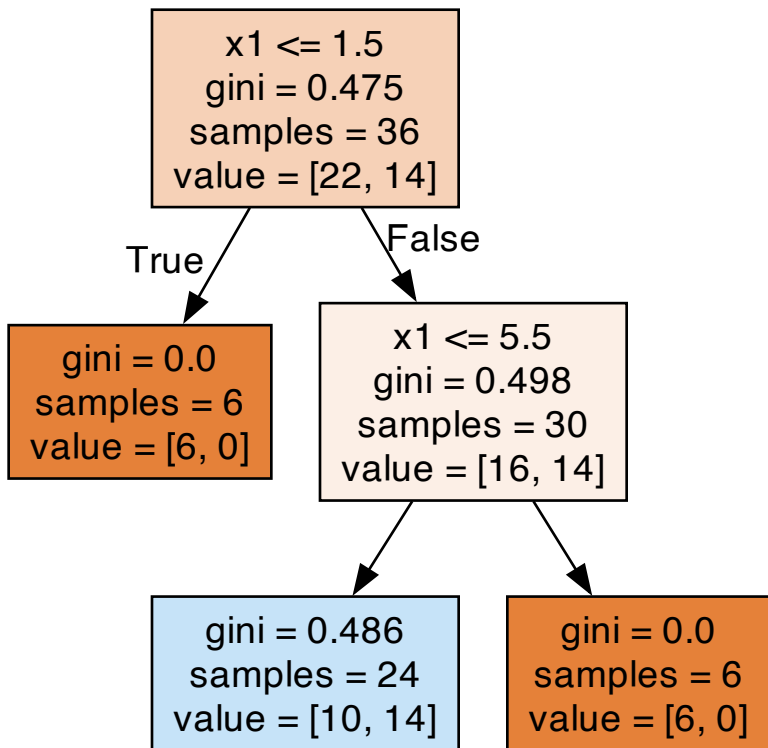 x1 <= 1.5
gini = 0.475
samples = 36
value = [22, 14]
True
False
gini = 0.0
samples = 6
value = [6, 0]
x1 <= 5.5
gini = 0.498
samples = 30
value = [16, 14]
gini = 0.486
samples = 24
value = [10, 14]
gini = 0.0
samples = 6
value = [6, 0]